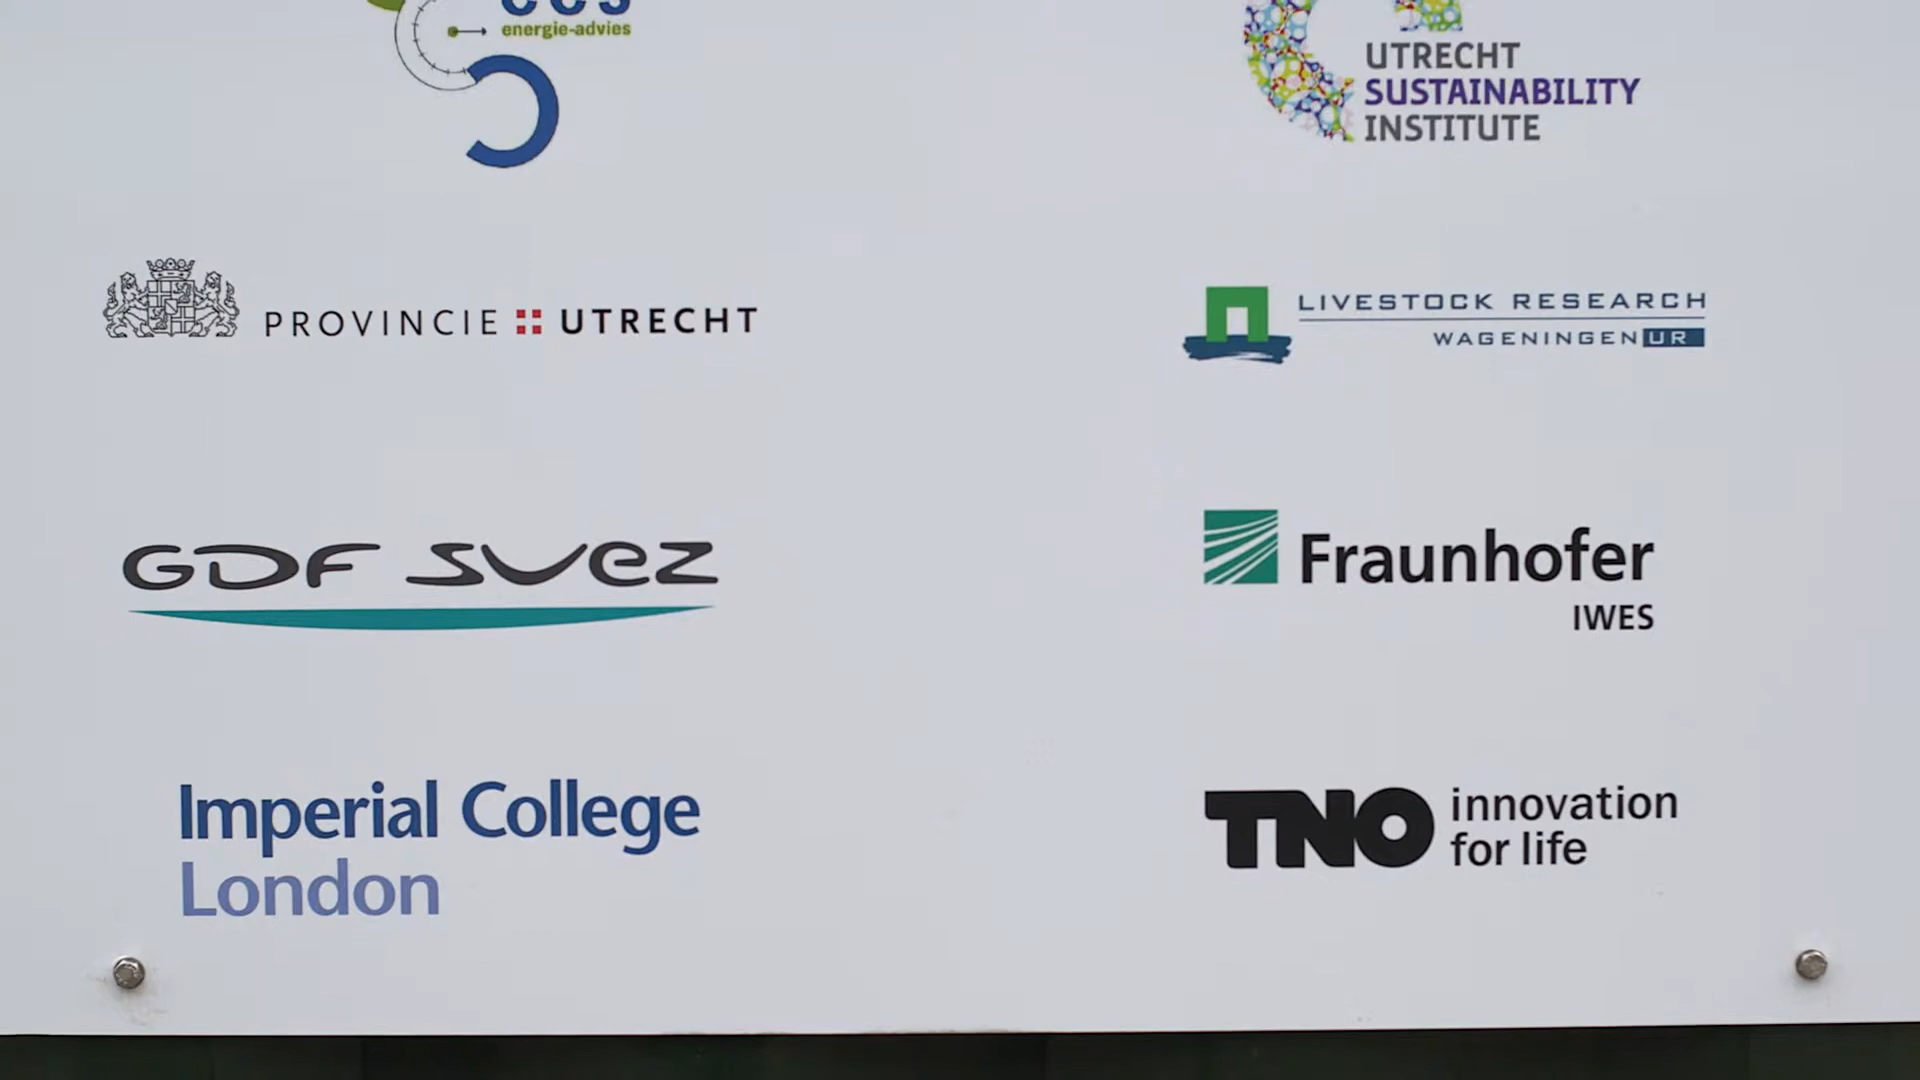 energie-advies
UTRECHT
SUSTAINABILITY
INSTITUTE
PROVINCIE UTRECHT
LIVESTOCK RESEARCH
WAGENINGEN UR
GDF SUEZ
Fraunhofer
IWES
Imperial College
London
TNO innovation
for life